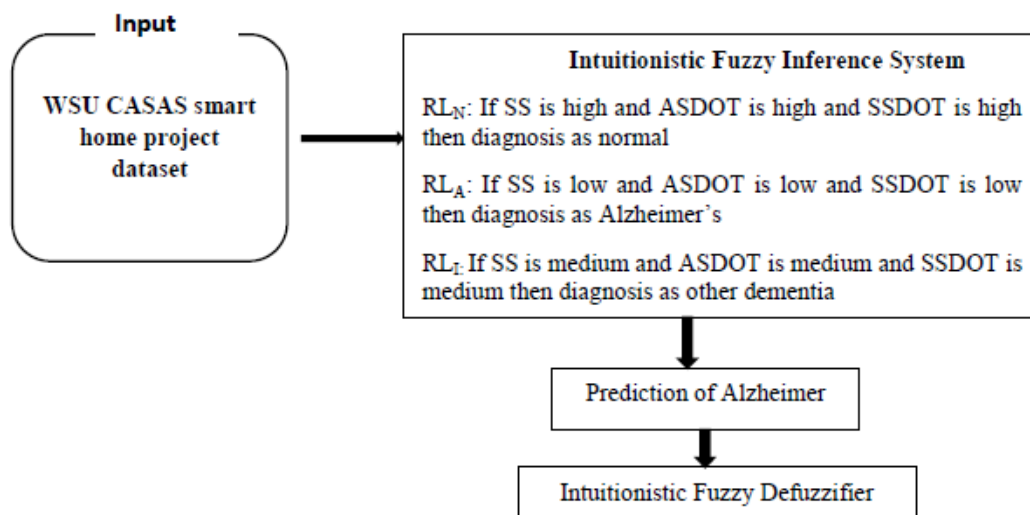 Input
WSU CASAS smart
home project
dataset
Intuitionistic Fuzzy Inference System
RL_N: If SS is high and ASDOT is high and SSDOT is high
then diagnosis as normal
RL_A: If SS is low and ASDOT is low and SSDOT is low
then diagnosis as Alzheimer's
RL_I: If SS is medium and ASDOT is medium and SSDOT is
medium then diagnosis as other dementia
Prediction of Alzheimer
Intuitionistic Fuzzy Defuzzifier